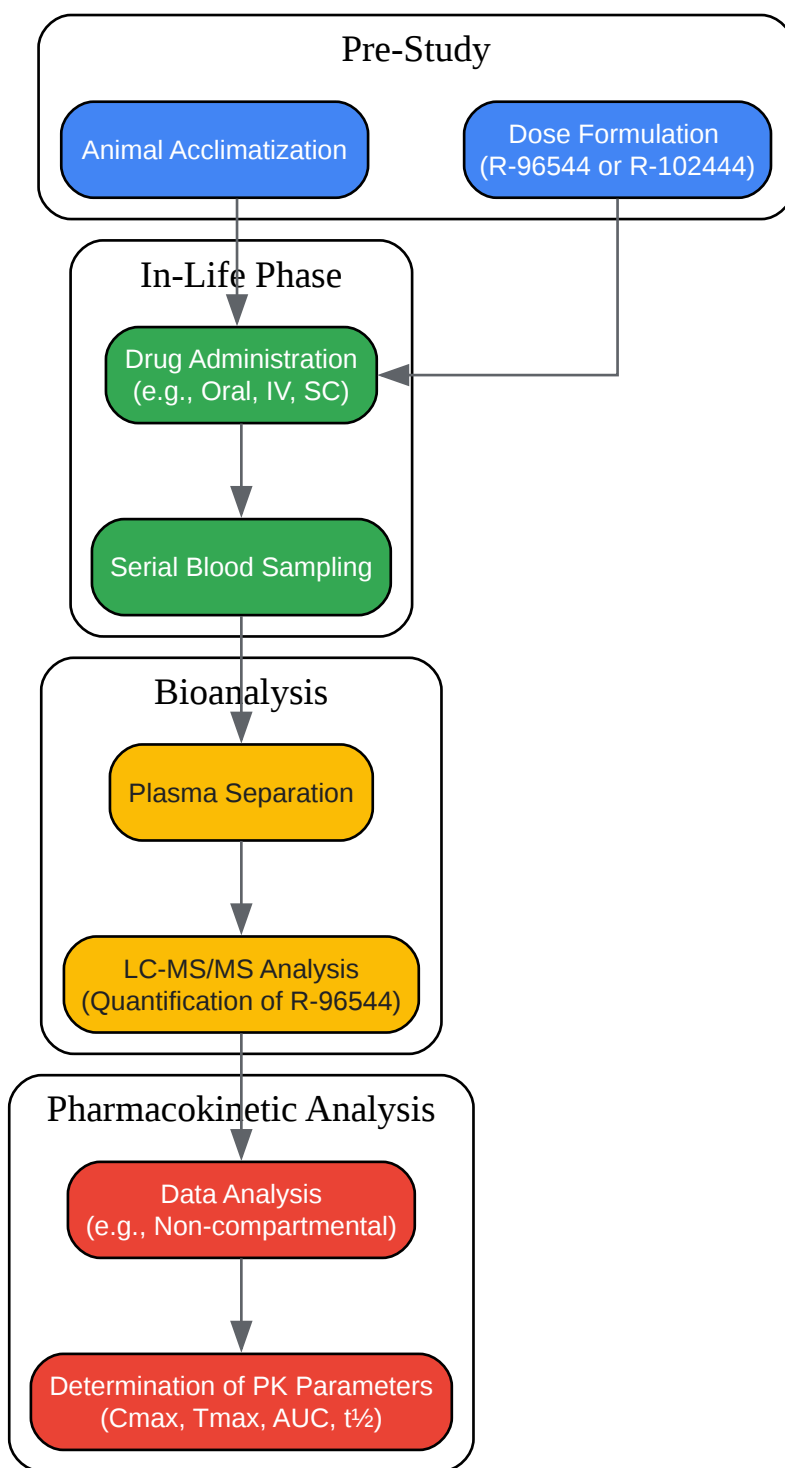 Pre-Study
Animal Acclimatization
Dose Formulation
(R-96544 or R-102444)
In-Life Phase
Drug Administration
(e.g., Oral, IV, SC)
Serial Blood Sampling
Bioanalysis
Plasma Separation
LC-MS/MS Analysis
(Quantification of R-96544)
Pharmacokinetic Analysis
Data Analysis
(e.g., Non-compartmental)
Determination of PK Parameters
(Cmax, Tmax, AUC, t½)